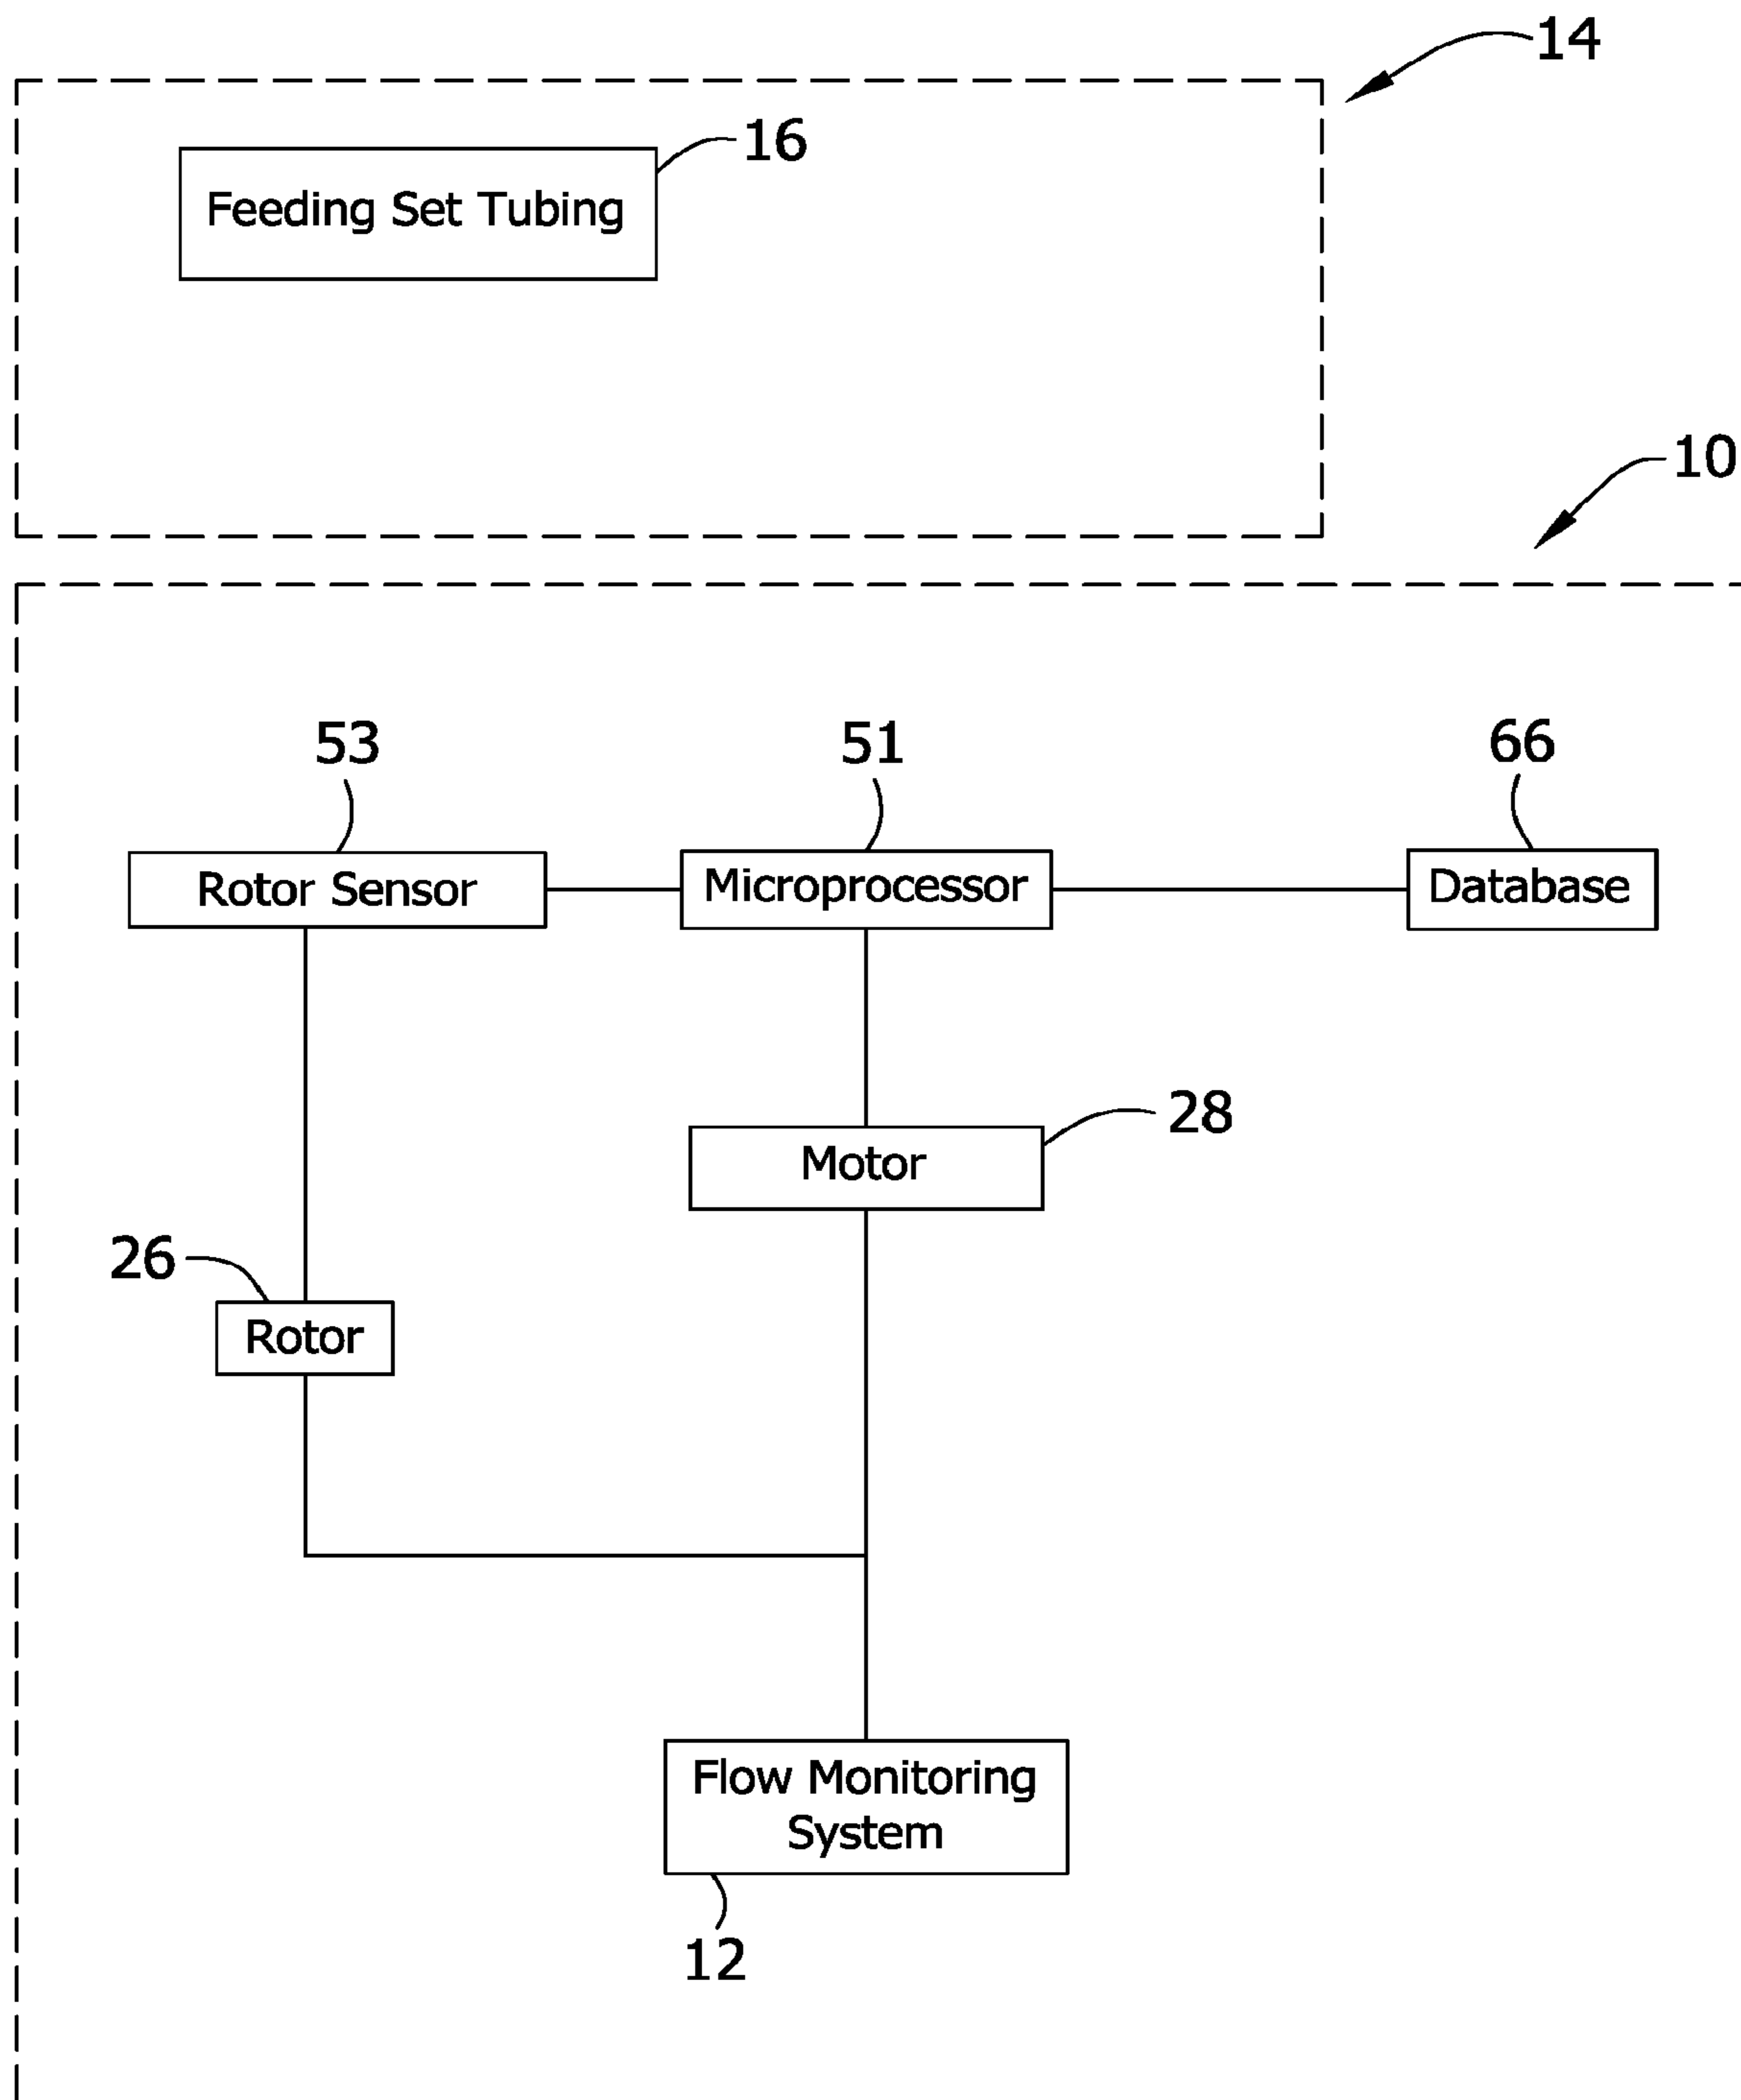 14
16
Feeding Set Tubing
10
53
51
66
Rotor Sensor
Microprocessor
Database
28
Motor
26
Rotor
Flow Monitoring
System
12